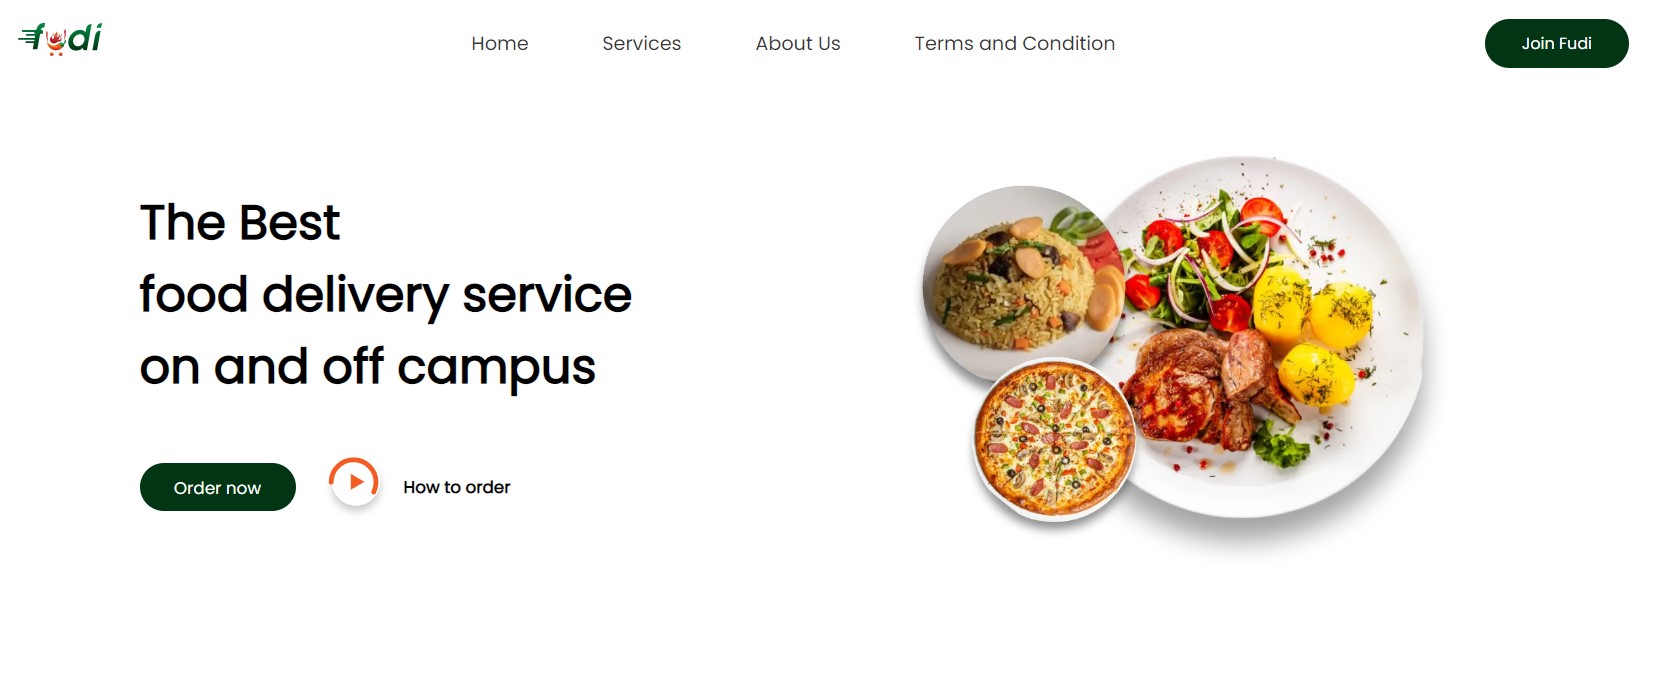 fudi
Home Services About Us Terms and Condition
Join Fudi
The Best
food delivery service
on and off campus
Order now
How to order